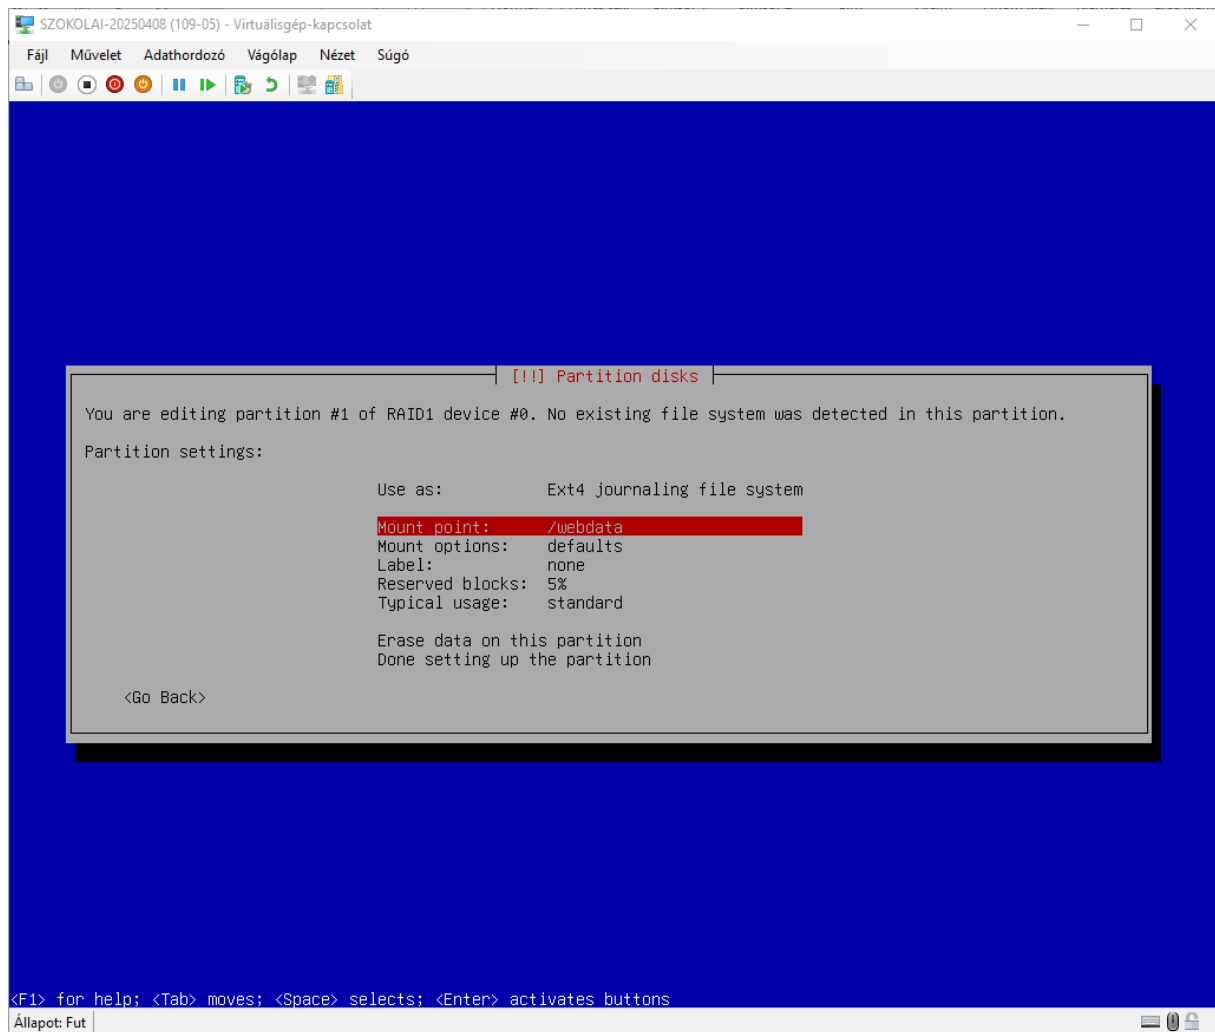 SZOKOLAI-20250408 (109-05) - Virtuálisgép-kapcsolat
Fájl Művelet Adathordozó Vágólap Nézet Súgó
[!!] Partition disks
You are editing partition #1 of RAID1 device #0. No existing file system was detected in this partition.
Partition settings:
Use as: Ext4 journaling file system
Mount point: /webdata
Mount options: defaults
Label: none
Reserved blocks: 5%
Typical usage: standard
Erase data on this partition
Done setting up the partition
<Go Back>
<F1> for help; <Tab> moves; <Space> selects; <Enter> activates buttons
Állapot: Fut